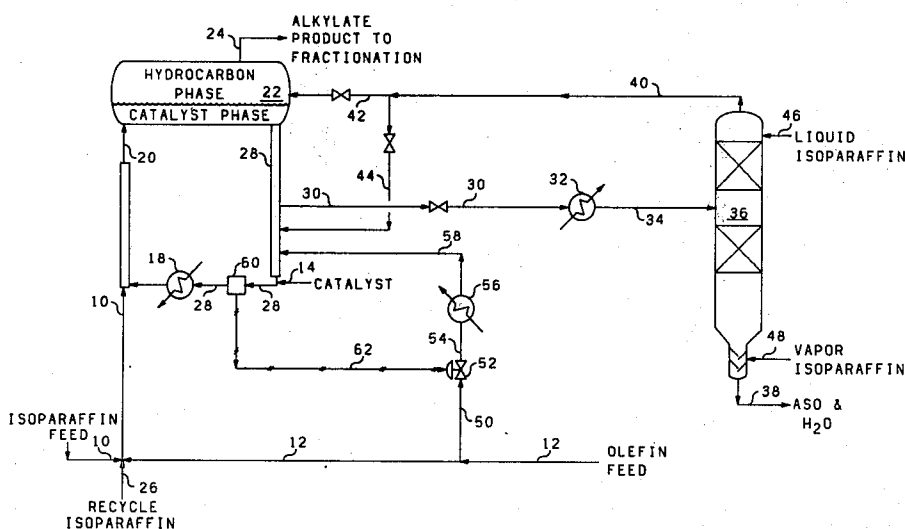 24
ALKYLATE
PRODUCT TO
FRACTIONATION
HYDROCARBON
PHASE
22
CATALYST PHASE
42
40
46
LIQUID
ISOPARAFFIN
20
28
44
30
30
32
34
36
58
18
60
14
CATALYST
28
28
56
10
54
62
52
48
VAPOR
ISOPARAFFIN
38
ASO &
H2O
50
ISOPARAFFIN
FEED
10
12
12
OLEFIN
FEED
26
RECYCLE
ISOPARAFFIN